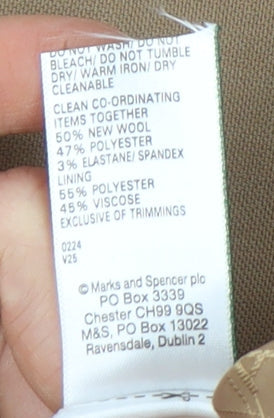 DO NOT WASH/ DO NOT
BLEACH/ DO NOT TUMBLE
DRY/ WARM IRON/ DRY
CLEANABLE
CLEAN CO-ORDINATING
ITEMS TOGETHER
50% NEW WOOL
47% POLYESTER
3% ELASTANE/ SPANDEX
LINING
55% POLYESTER
45% VISCOSE
EXCLUSIVE OF TRIMMINGS
0224
V25
© Marks and Spencer plc
PO Box 3339
Chester CH99 9QS
M&S, PO Box 13022
Ravensdale, Dublin 2